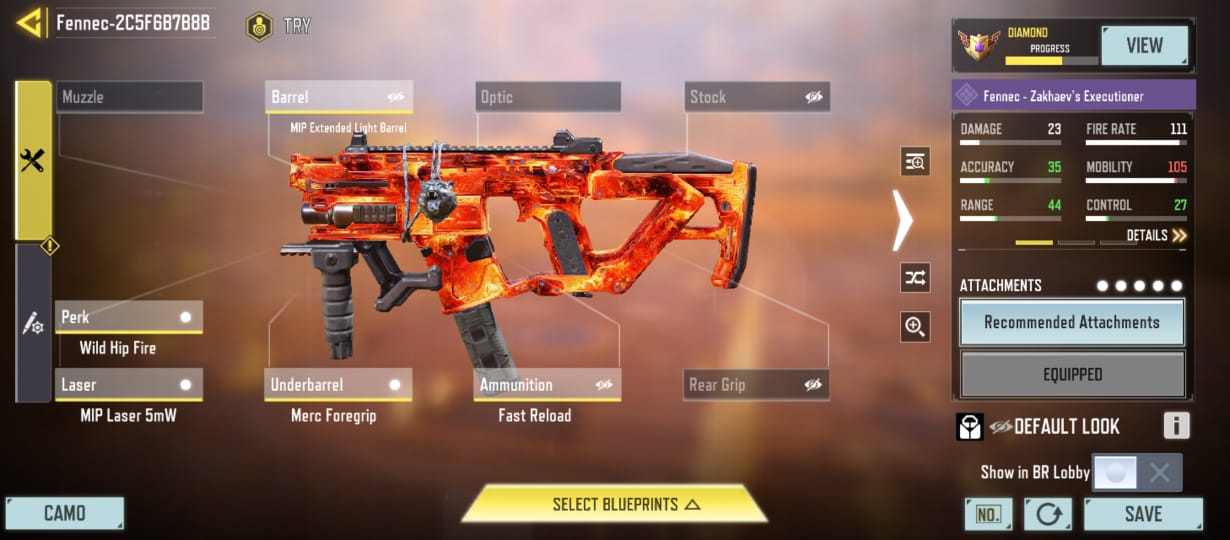 Fennec-2C5F6B7B8B
TRY
DIAMOND
PROGRESS
VIEW
Muzzle
Barrel
Optic
Stock
MIP Extended Light Barrel
Fennec - Zakhaev's Executioner
DAMAGE 23 FIRE RATE 111
ACCURACY 35 MOBILITY 105
RANGE 44 CONTROL 27
DETAILS
ATTACHMENTS
Recommended Attachments
EQUIPPED
Perk
Wild Hip Fire
Laser
MIP Laser 5mW
Underbarrel
Merc Foregrip
Ammunition
Fast Reload
Rear Grip
DEFAULT LOOK
i
Show in BR Lobby
CAMO
SELECT BLUEPRINTS
NO.
SAVE